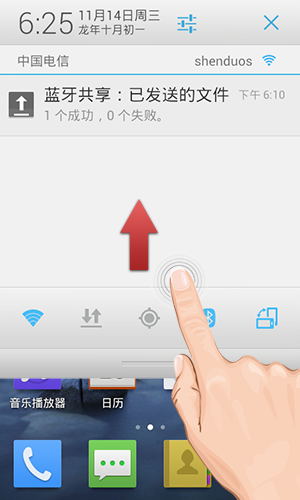 6:25 11月14日周三
龙年十月初一
中国电信 shenduos
蓝牙共享：已发送的文件 下午 6:10
1 个成功，0 个失败。
音乐播放器 日历